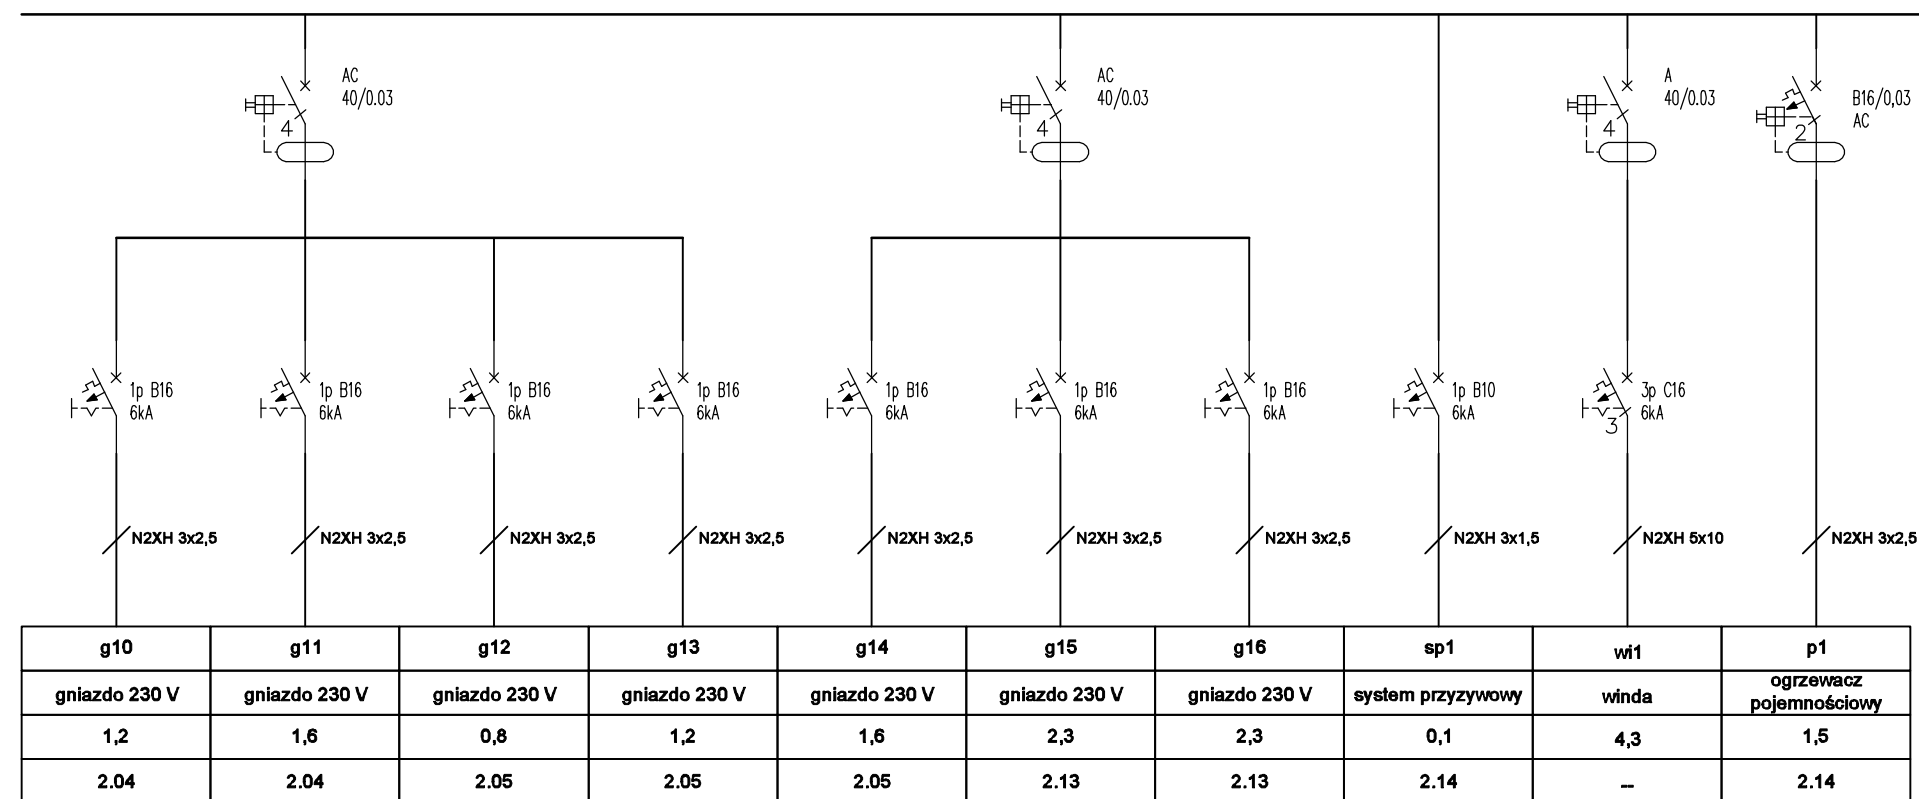 AC
40/0.03
4
AC
40/0.03
4
A
40/0.03
4
B16/0,03
AC
2
1p B16
6kA
1p B16
6kA
1p B16
6kA
1p B16
6kA
1p B16
6kA
1p B16
6kA
1p B16
6kA
1p B10
6kA
3p C16
6kA
3
N2XH 3x2,5
N2XH 3x2,5
N2XH 3x2,5
N2XH 3x2,5
N2XH 3x2,5
N2XH 3x2,5
N2XH 3x2,5
N2XH 3x1,5
N2XH 5x10
N2XH 3x2,5
g10 g11 g12 g13 g14 g15 g16 sp1 wi1 p1
gniazdo 230 V gniazdo 230 V gniazdo 230 V gniazdo 230 V gniazdo 230 V gniazdo 230 V gniazdo 230 V system przyzywowy winda ogrzewacz
pojemnościowy
1,2 1,6 0,8 1,2 1,6 2,3 2,3 0,1 4,3 1,5
2.04 2.04 2.05 2.05 2.05 2.13 2.13 2.14 -- 2.14